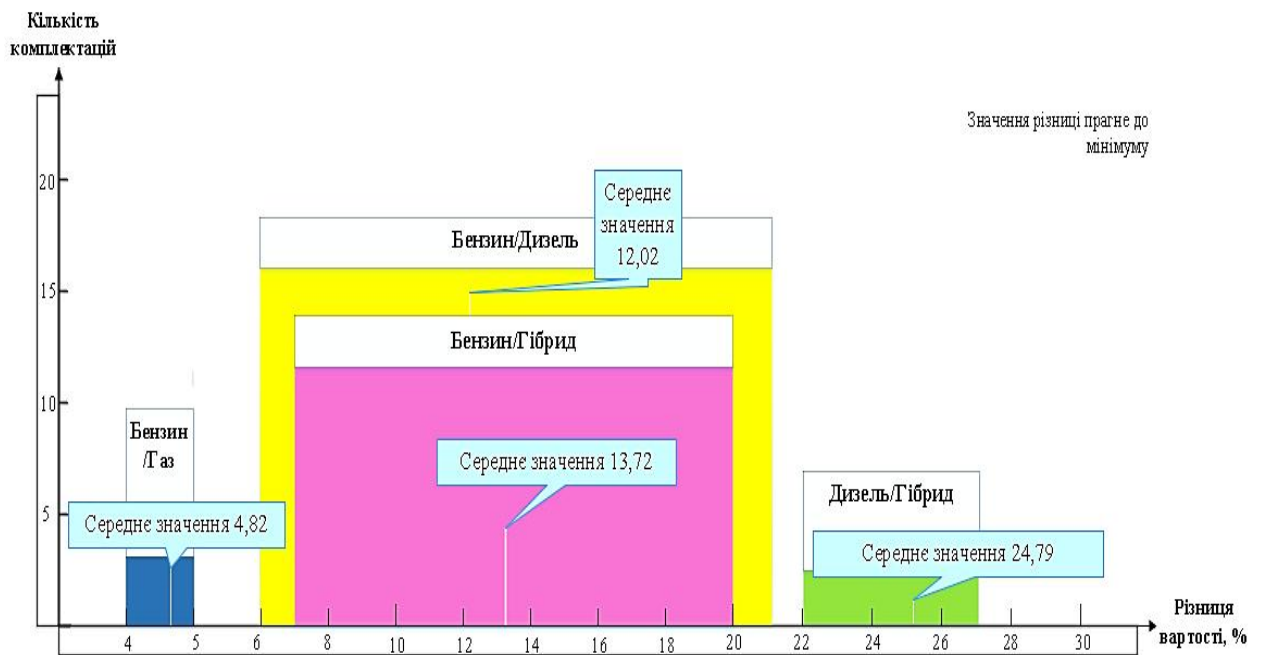 Кількість
комплектацій
Значення різниці прагне до
мінімуму
20
Середнє
значення
12,02
Бензин/Дизель
15
Бензин/Гібрид
10
Бензин
/Газ
Середнє значення 13,72
Дизель/Гібрид
5
Середнє значення 4,82
Середнє значення 24,79
Різниця
вартості, %
4 5 6 8 10 12 14 16 18 20 22 24 26 28 30